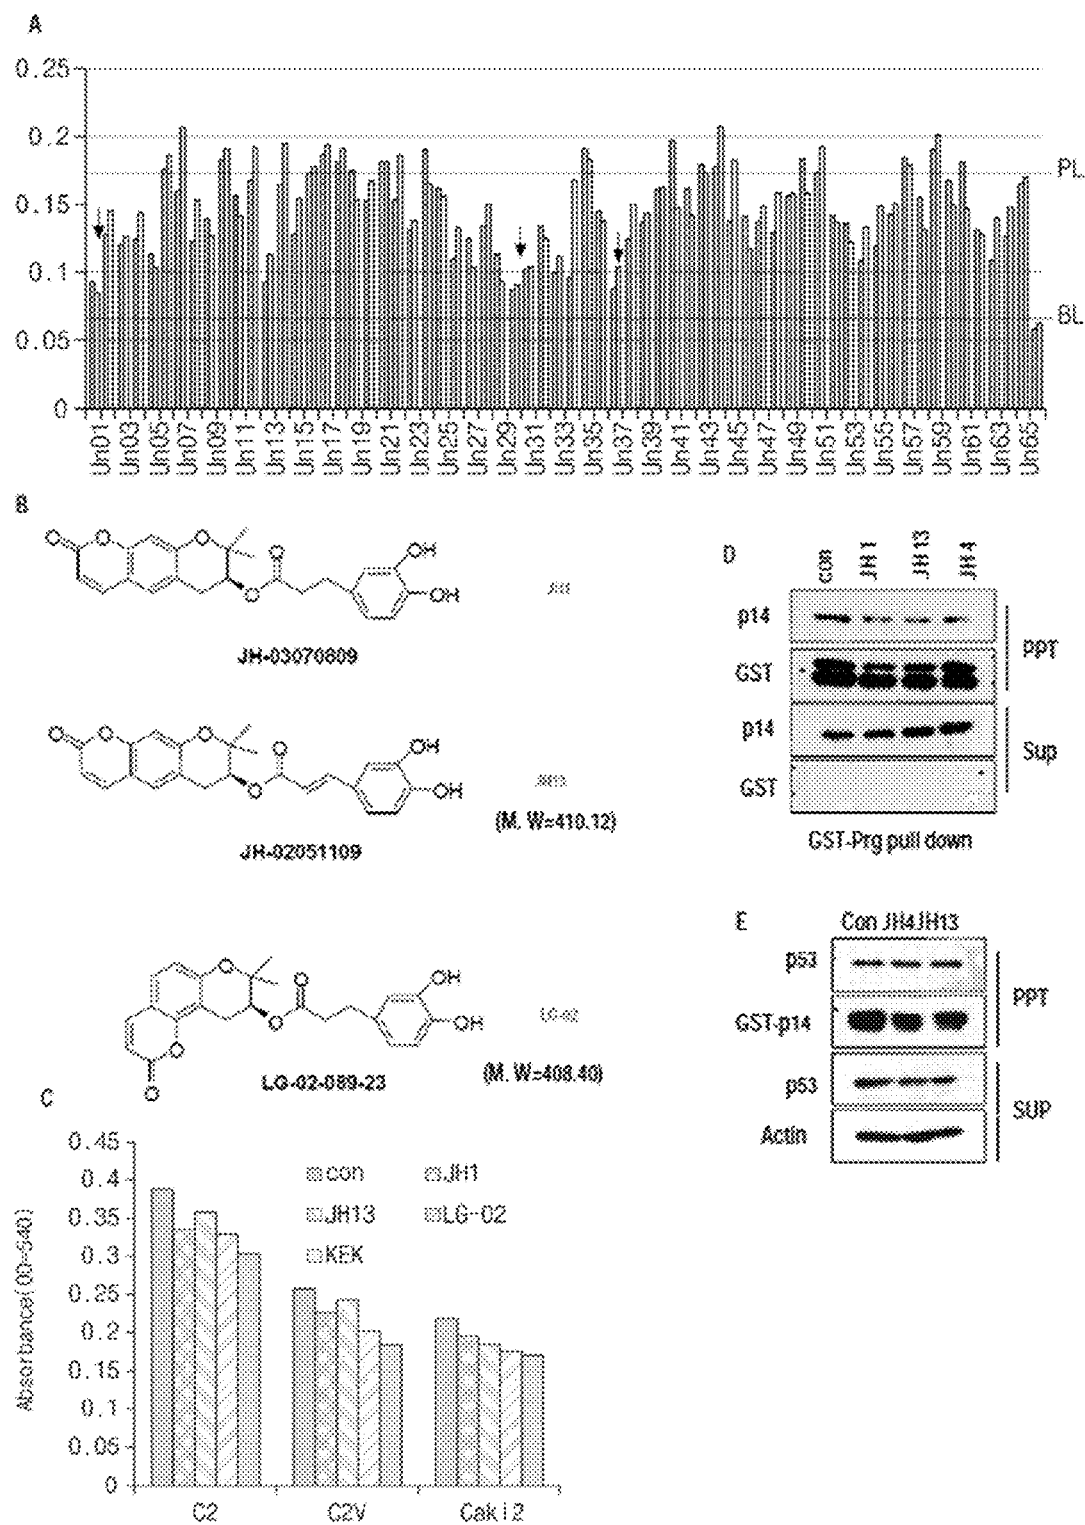 A
0.25
0.2
PL
0.15
0.1
BL
0.05
0
Un01 Un03 Un05 Un07 Un09 Un11 Un13 Un15 Un17 Un19 Un21 Un23 Un25 Un27 Un29 Un31 Un33 Un35 Un37 Un39 Un41 Un43 Un45 Un47 Un49 Un51 Un53 Un55 Un57 Un59 Un61 Un63 Un65
B
O O O O O OH OH
JH-03070809
O O O O O OH OH
JH13
(M. W=410.12)
JH-02051109
O O O O O OH OH
LG-02
(M. W=408.40)
LG-02-089-23
D
con JH 1 JH 13 JH 4
p14
GST
PPT
p14
GST
Sup
GST-Prg pull down
E
Con JH4JH13
p53
GST-p14
PPT
p53
Actin
SUP
C
0.45
0.4
0.35
0.3
0.25
0.2
0.15
0.1
0.05
0
Absorbance(OD-540)
con JH1
JH13 LG-02
KEK
C2 C2V Caki2